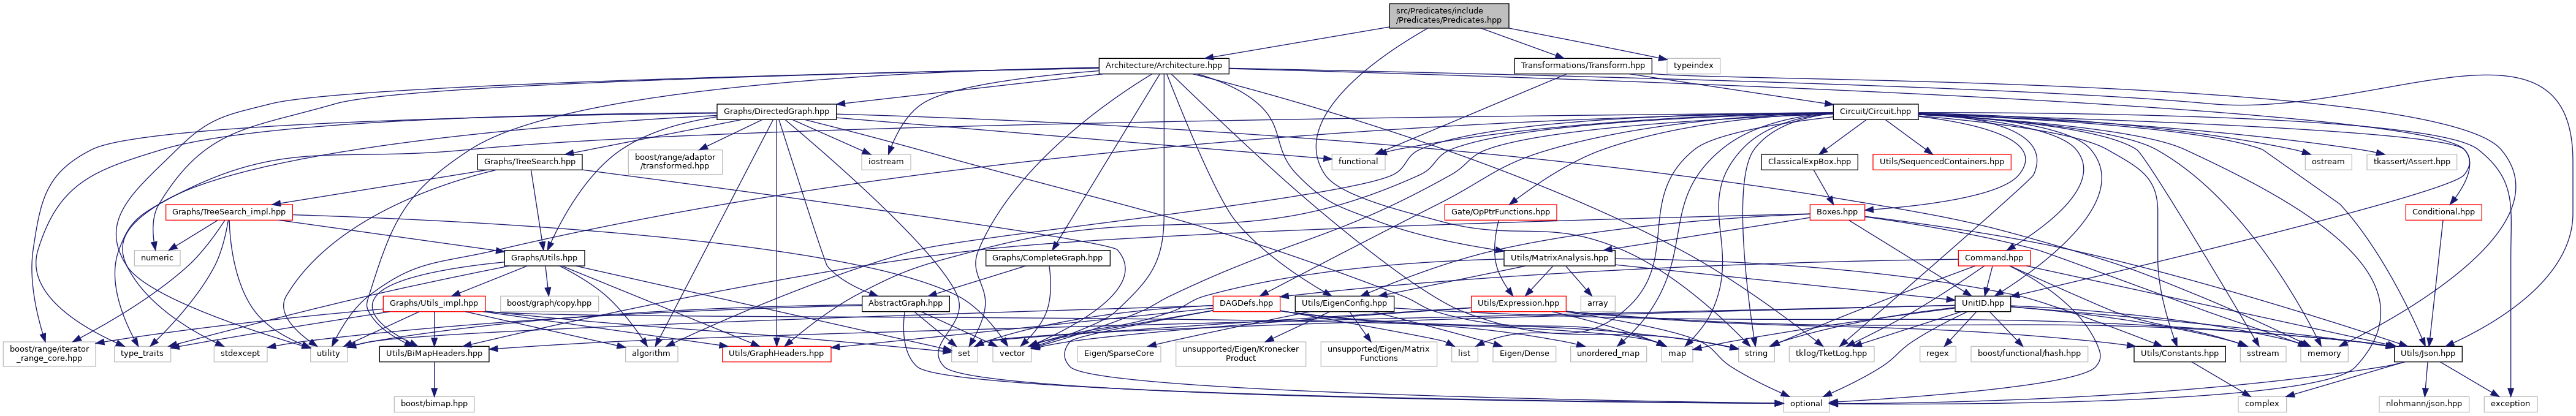 src/Predicates/include
/Predicates/Predicates.hpp
Architecture/Architecture.hpp
Transformations/Transform.hpp
typeindex
Graphs/DirectedGraph.hpp
Circuit/Circuit.hpp
Graphs/TreeSearch.hpp
boost/range/adaptor
/transformed.hpp
iostream
functional
ClassicalExpBox.hpp
Utils/SequencedContainers.hpp
ostream
tkassert/Assert.hpp
Graphs/TreeSearch_impl.hpp
Gate/OpPtrFunctions.hpp
Boxes.hpp
Conditional.hpp
numeric
Graphs/Utils.hpp
Graphs/CompleteGraph.hpp
Utils/MatrixAnalysis.hpp
Command.hpp
Graphs/Utils_impl.hpp
boost/graph/copy.hpp
AbstractGraph.hpp
DAGDefs.hpp
Utils/EigenConfig.hpp
Utils/Expression.hpp
array
UnitID.hpp
boost/range/iterator
_range_core.hpp
type_traits
stdexcept
utility
Utils/BiMapHeaders.hpp
algorithm
Utils/GraphHeaders.hpp
set
vector
Eigen/SparseCore
unsupported/Eigen/Kronecker
Product
unsupported/Eigen/Matrix
Functions
list
Eigen/Dense
unordered_map
map
string
tklog/TketLog.hpp
regex
boost/functional/hash.hpp
Utils/Constants.hpp
sstream
memory
Utils/Json.hpp
boost/bimap.hpp
optional
complex
nlohmann/json.hpp
exception